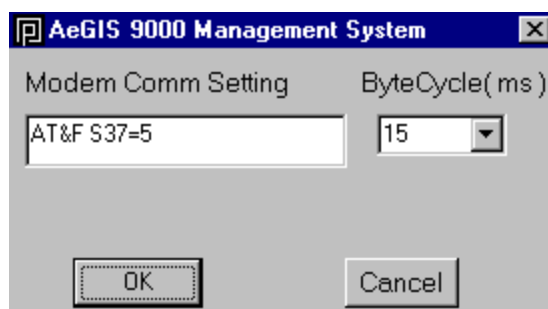 AeGIS 9000 Management System
Modem Comm Setting ByteCycle( ms )
AT&F S37=5 15
OK Cancel